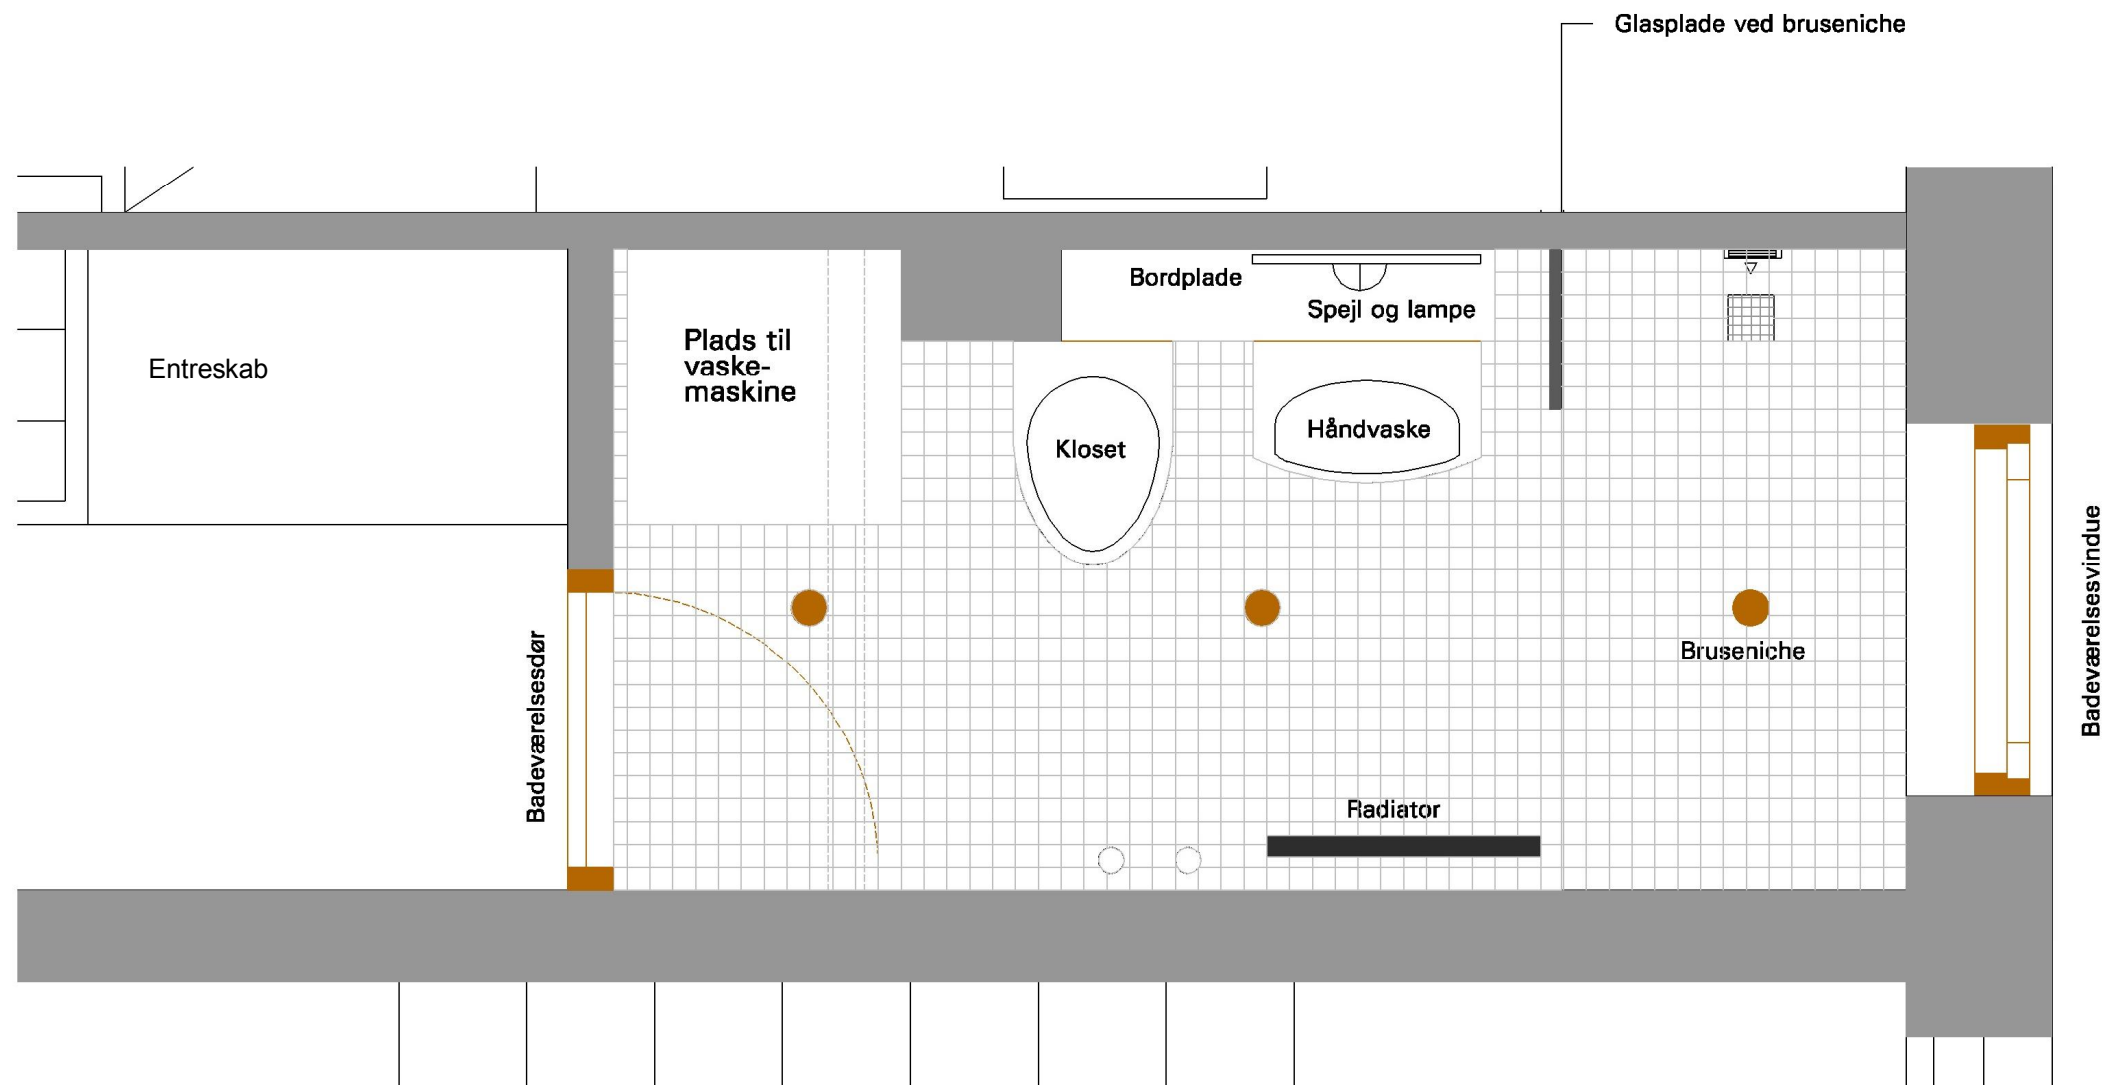 Glasplade ved bruseniche
Bordplade
Spejl og lampe
Plads til
vaske-
maskine
Entreskab
Kloset
Håndvaske
Badeværelsesdør
Bruseniche
Badeværelsesvindue
Radiator